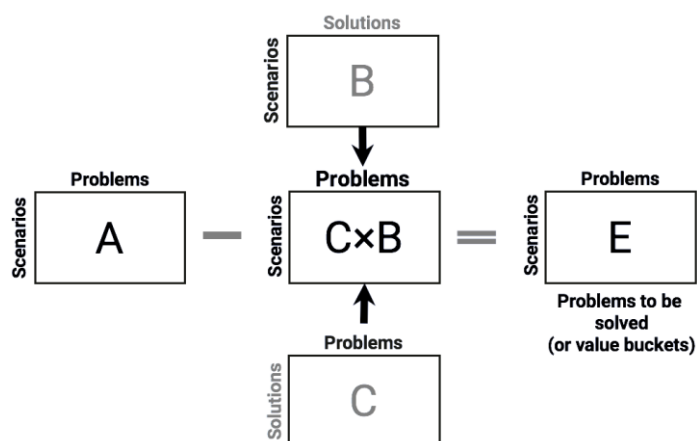 Solutions
Scenarios
B
Problems
Scenarios
A
Problems
Scenarios
C×B
Problems
Scenarios
E
Problems to be
solved
(or value buckets)
Problems
Solutions
C